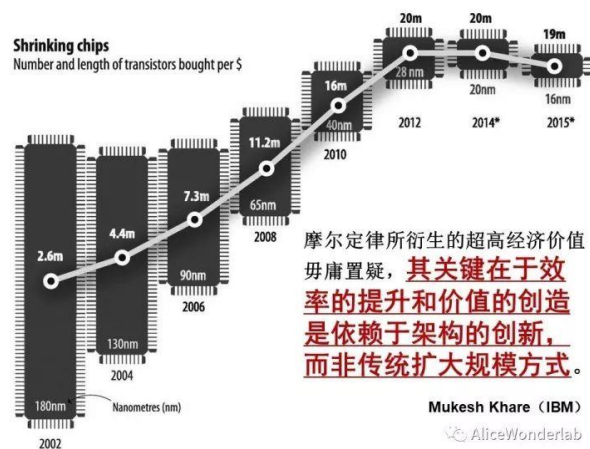 Shrinking chips
Number and length of transistors bought per $
2.6m
180nm
2002
4.4m
130nm
2004
7.3m
90nm
2006
11.2m
65nm
2008
16m
40nm
2010
20m
28 nm
2012
20m
20nm
2014*
19m
16nm
2015*
Nanometres (nm)
摩尔定律所衍生的超高经济价值
毋庸置疑，其关键在于效
率的提升和价值的创造
是依赖于架构的创新，
而非传统扩大规模方式。
Mukesh Khare（IBM）
AliceWonderlab